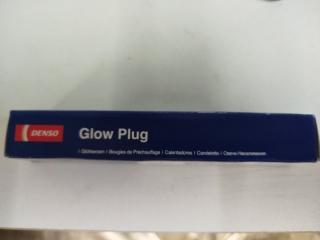 DENSO
Glow Plug
| Glühkerzen | Bougies de Préchauffage | Calentadores | Candelette | Свечи Накаливания